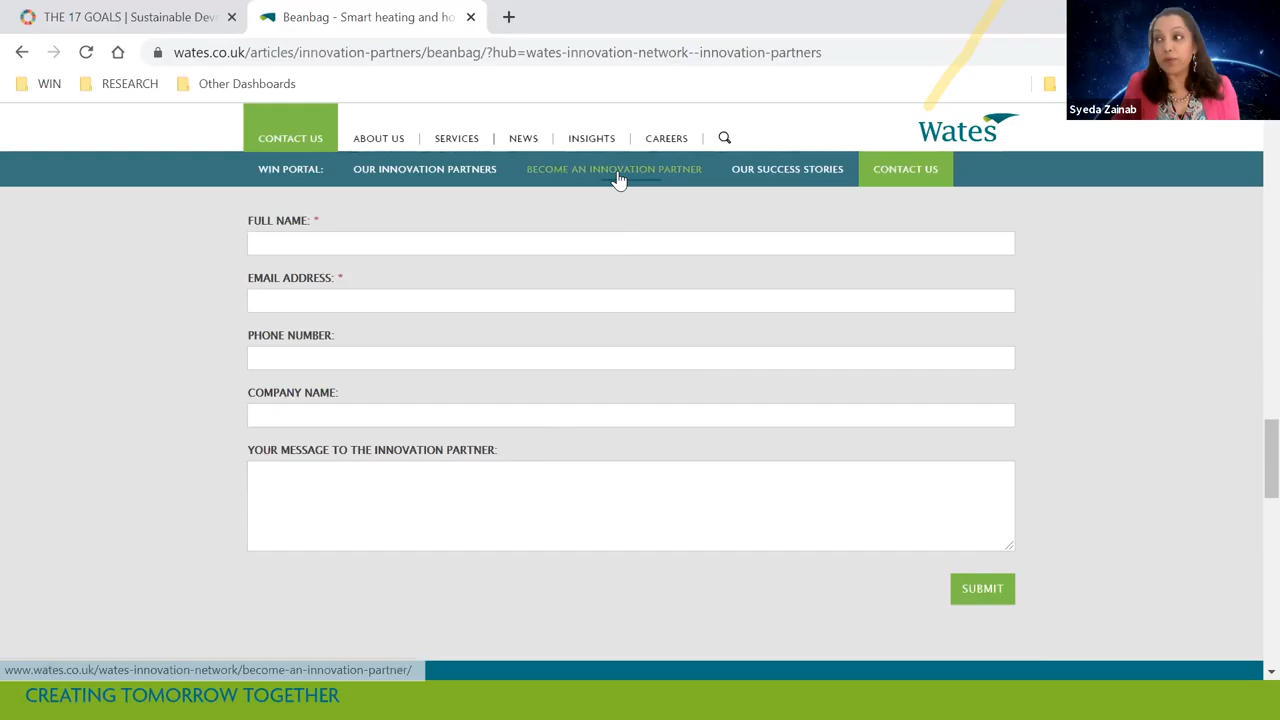 THE 17 GOALS | Sustainable Deve
Beanbag - Smart heating and ho
wates.co.uk/articles/innovation-partners/beanbag/?hub=wates-innovation-network--innovation-partners
WIN RESEARCH Other Dashboards
Syeda Zainab
CONTACT US ABOUT US | SERVICES | NEWS | INSIGHTS | CAREERS |
Wates
WIN PORTAL: OUR INNOVATION PARTNERS BECOME AN INNOVATION PARTNER OUR SUCCESS STORIES CONTACT US
FULL NAME: *
EMAIL ADDRESS: *
PHONE NUMBER:
COMPANY NAME:
YOUR MESSAGE TO THE INNOVATION PARTNER:
SUBMIT
www.wates.co.uk/wates-innovation-network/become-an-innovation-partner/
CREATING TOMORROW TOGETHER